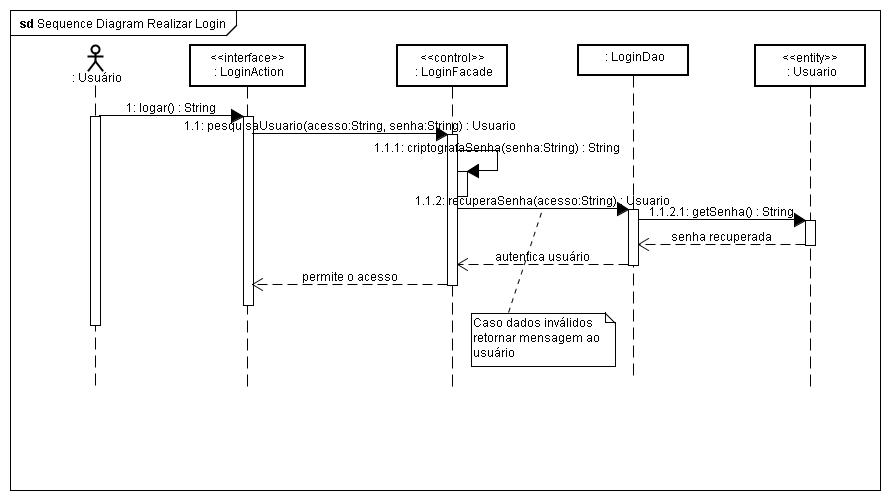 sd Sequence Diagram Realizar Login
: Usuário
<<interface>>
: LoginAction
<<control>>
: LoginFacade
: LoginDao
<<entity>>
: Usuario
1: logar() : String
1.1: pesquisaUsuario(acesso:String, senha:String) : Usuario
1.1.1: criptografaSenha(senha:String) : String
1.1.2: recuperaSenha(acesso:String) : Usuario
1.1.2.1: getSenha() : String
senha recuperada
autentica usuário
permite o acesso
Caso dados inválidos
retornar mensagem ao
usuário